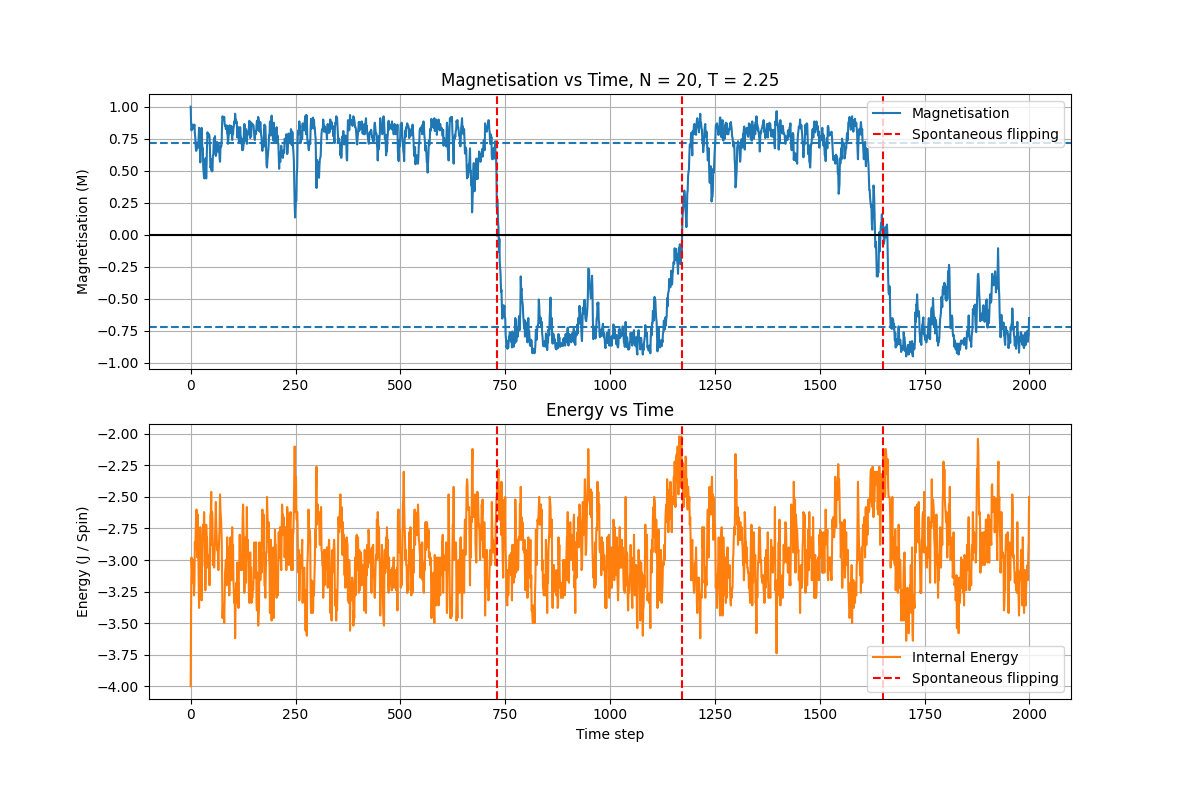 Magnetisation vs Time, N = 20, T = 2.25
Magnetisation (M)
1.00
0.75
0.50
0.25
0.00
−0.25
−0.50
−0.75
−1.00
Magnetisation
Spontaneous flipping
0 250 500 750 1000 1250 1500 1750 2000
Energy vs Time
Energy (J / Spin)
−2.00
−2.25
−2.50
−2.75
−3.00
−3.25
−3.50
−3.75
−4.00
Internal Energy
Spontaneous flipping
0 250 500 750 1000 1250 1500 1750 2000
Time step